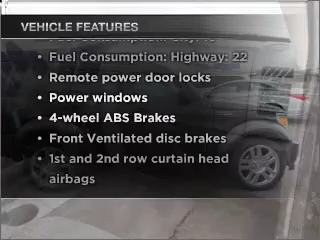 VEHICLE FEATURES
• Fuel Consumption: Highway: 22
• Remote power door locks
• Power windows
• 4-wheel ABS Brakes
• Front Ventilated disc brakes
• 1st and 2nd row curtain head
airbags